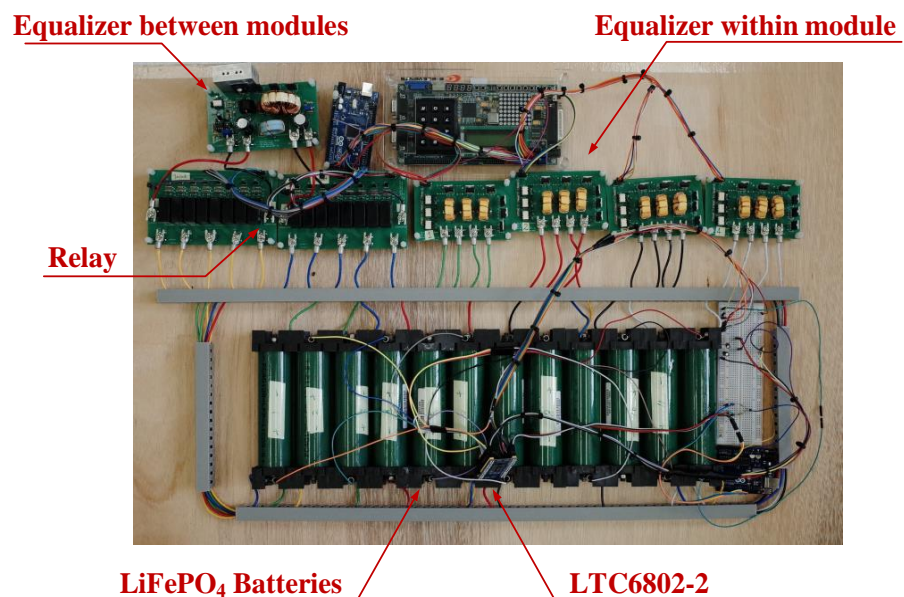 Equalizer between modules
Equalizer within module
Relay
LiFePO₄ Batteries
LTC6802-2